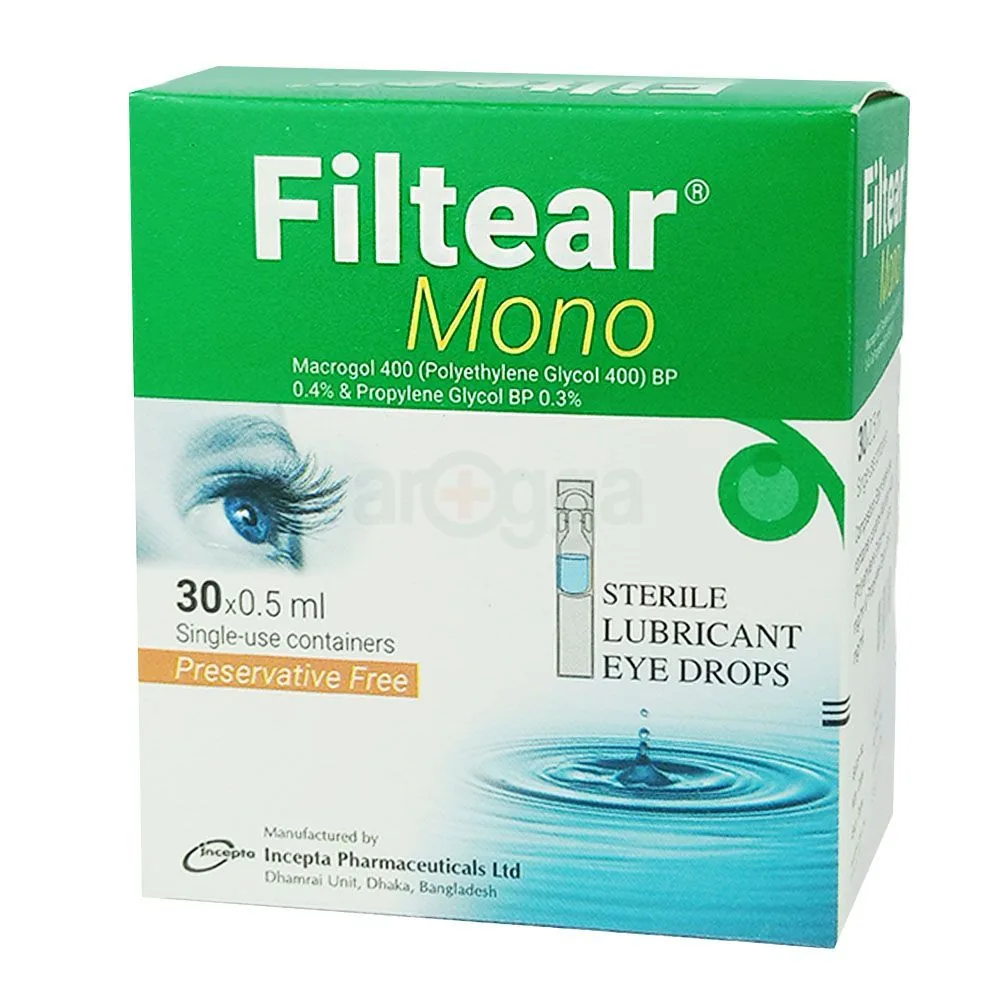 Filtear®
Mono
Macrogol 400 (Polyethylene Glycol 400) BP
0.4% & Propylene Glycol BP 0.3%
arogga
30x0.5 ml
Single-use containers
Preservative Free
STERILE
LUBRICANT
EYE DROPS
Manufactured by
incepta
Incepta Pharmaceuticals Ltd
Dhamrai Unit, Dhaka, Bangladesh
Filtear
Mono